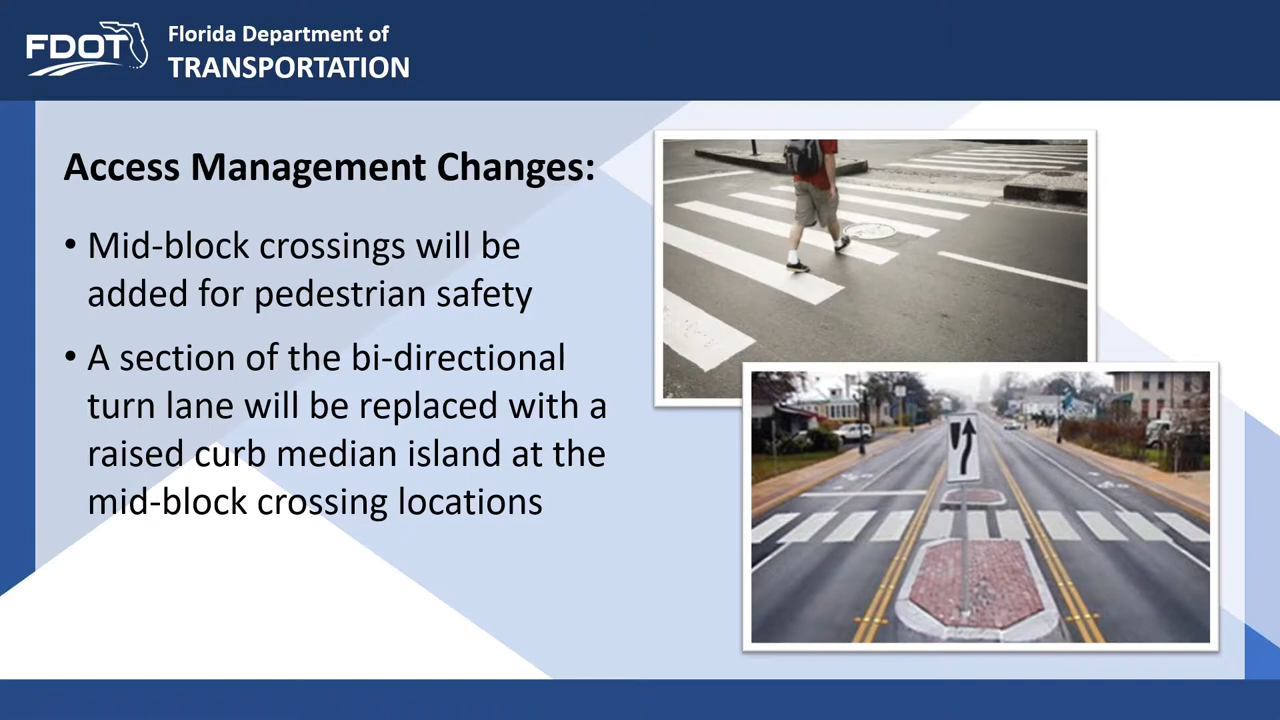 FDOT
Florida Department of
TRANSPORTATION
Access Management Changes:
• Mid-block crossings will be
added for pedestrian safety
• A section of the bi-directional
turn lane will be replaced with a
raised curb median island at the
mid-block crossing locations